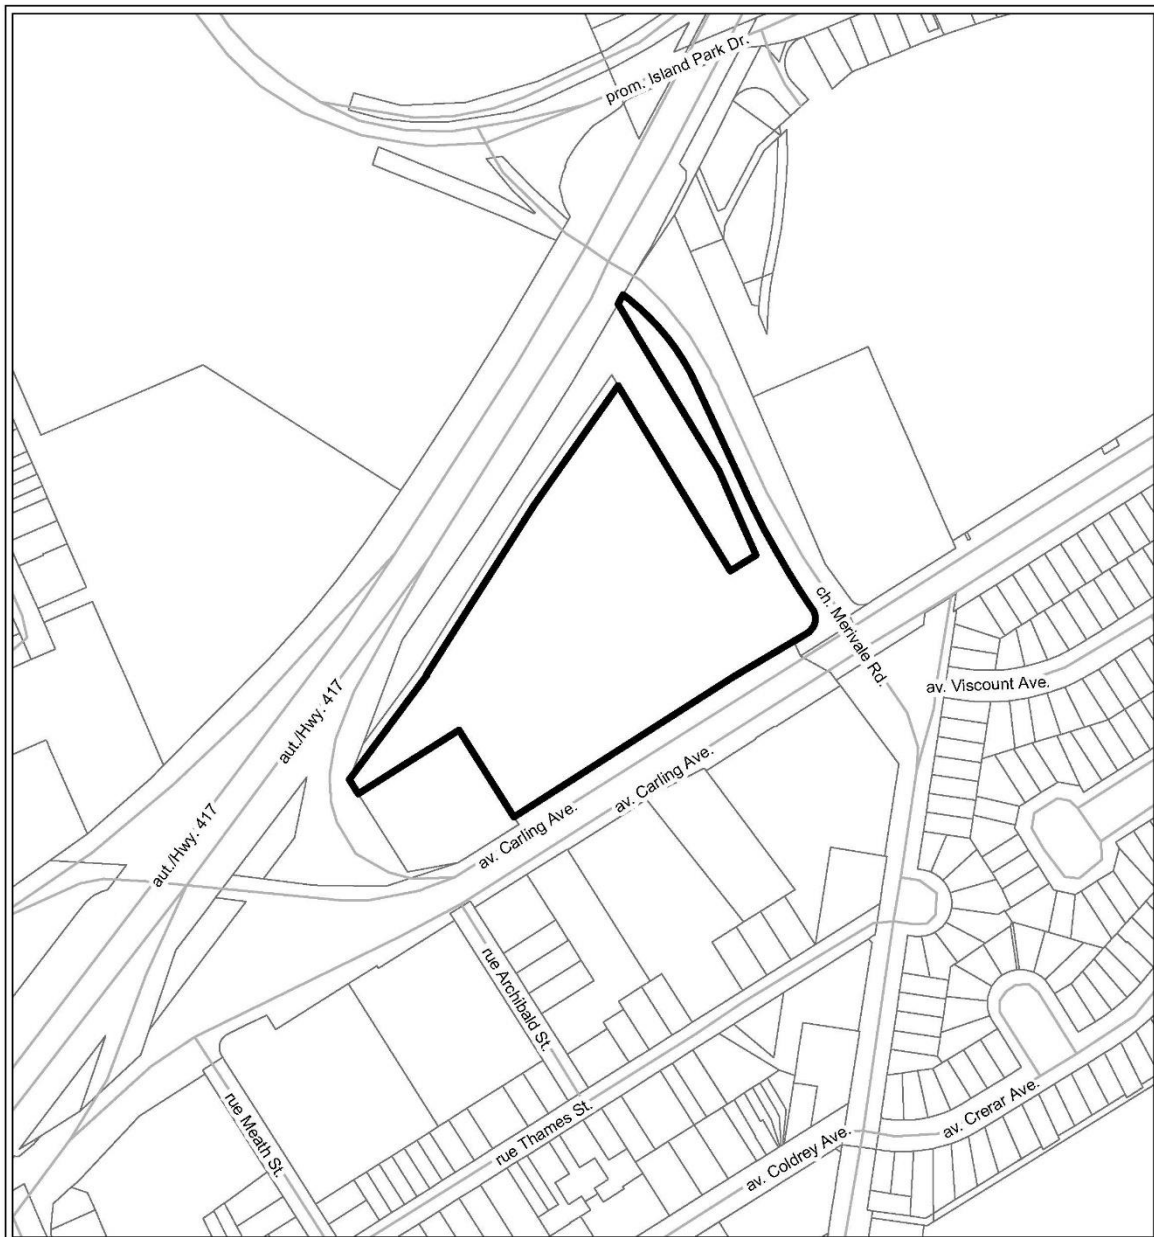 prom. Island Park Dr.
ch. Merivale Rd.
av. Viscount Ave.
aut./Hwy. 417
av. Carling Ave.
aut./Hwy. 417
av. Carling Ave.
rue Archibald St.
rue Meath St.
rue Thames St.
av. Crerar Ave.
av. Coldrey Ave.